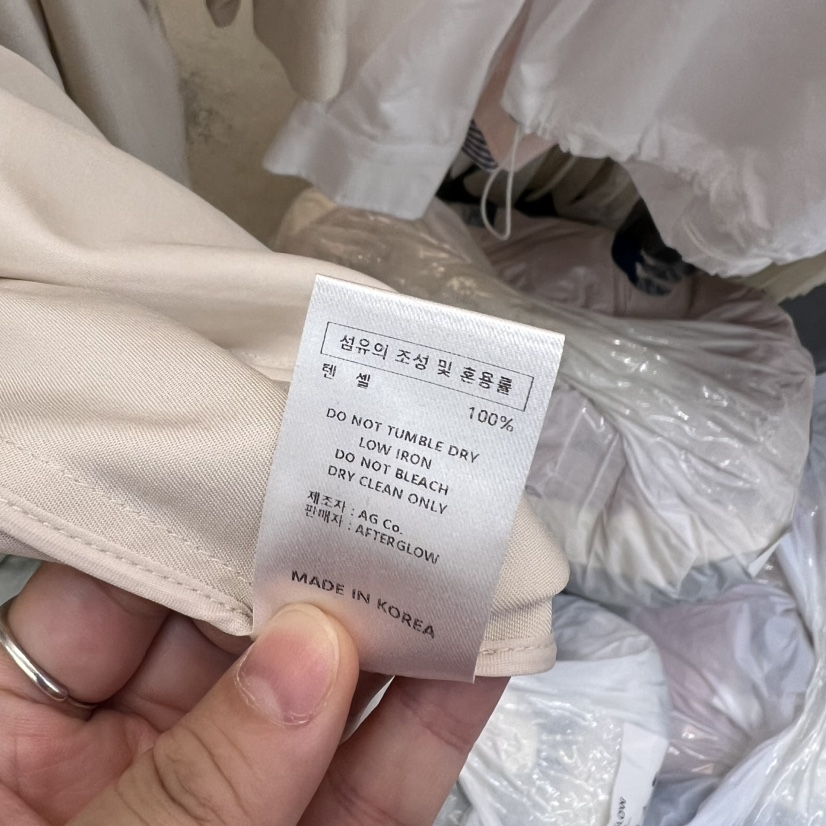 섬유의 조성 및 혼용률
텐 셀
100%
DO NOT TUMBLE DRY
LOW IRON
DO NOT BLEACH
DRY CLEAN ONLY
제조자 : AG Co.
판매자 : AFTERGLOW
MADE IN KOREA